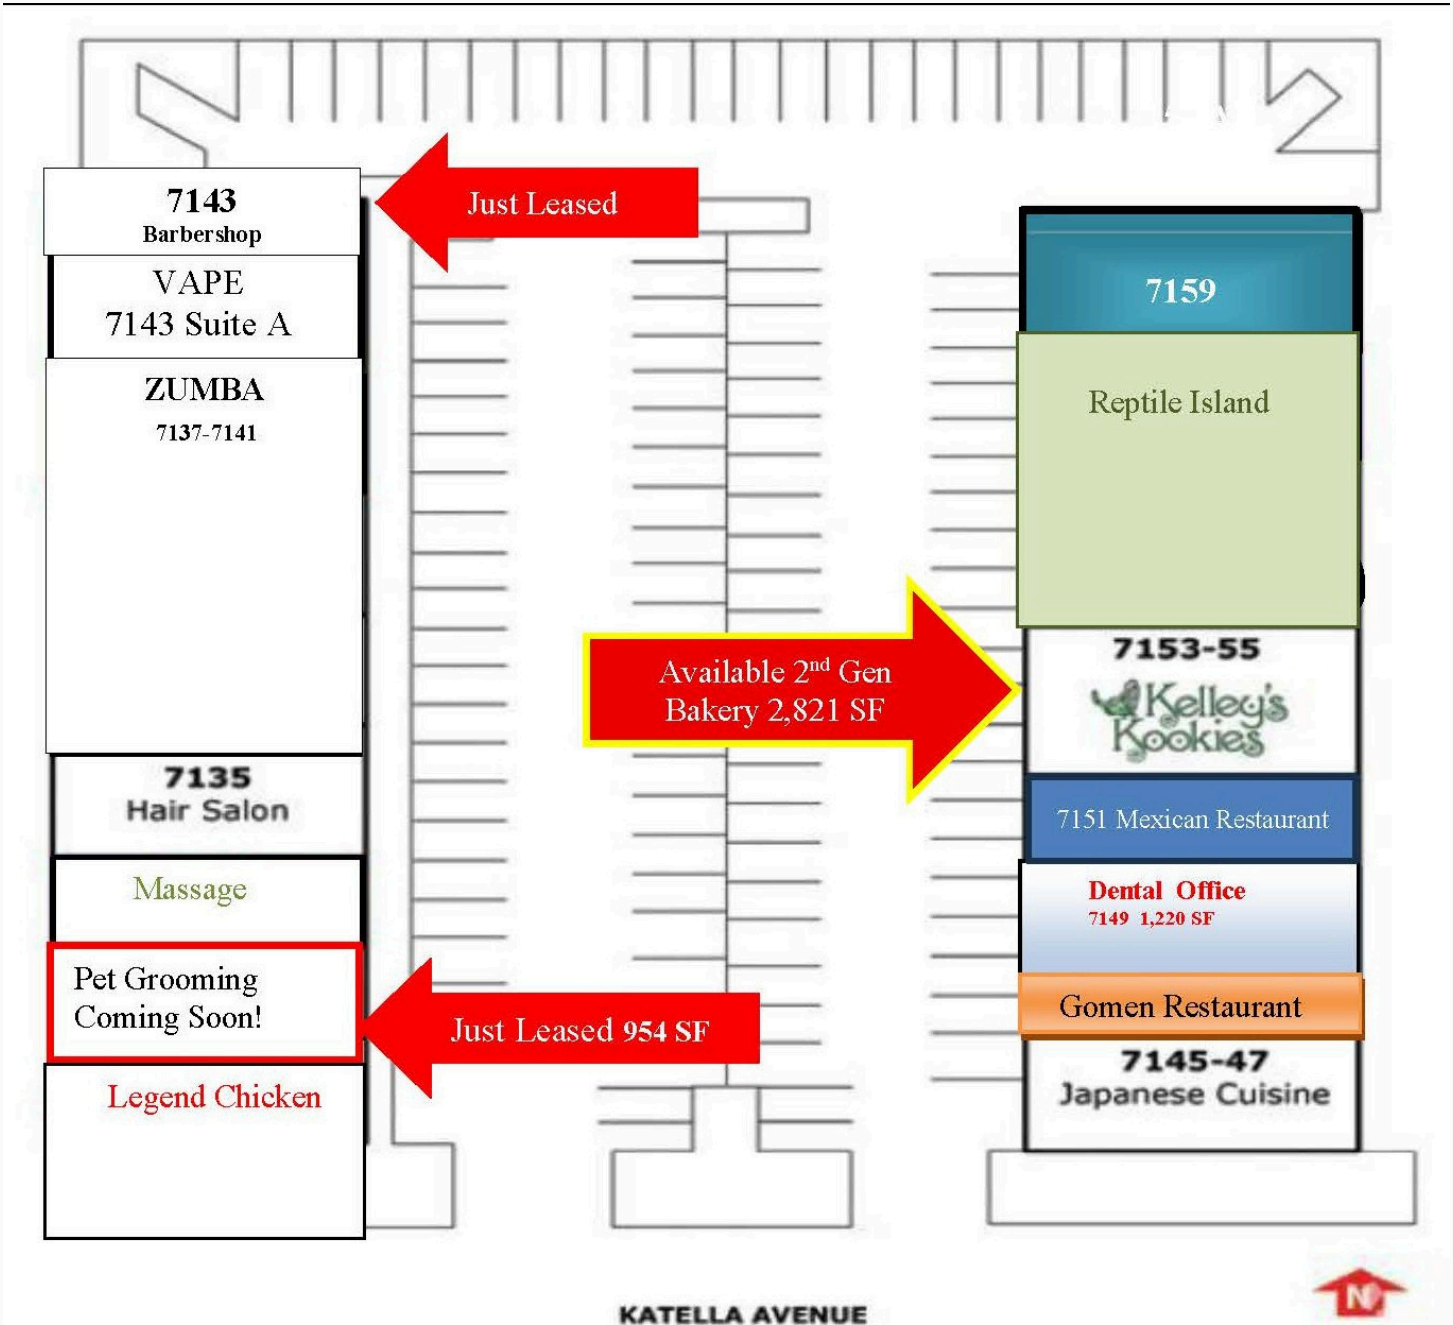 7143
Barbershop
Just Leased
VAPE
7143 Suite A
ZUMBA
7137-7141
7135
Hair Salon
Massage
Pet Grooming
Coming Soon!
Just Leased 954 SF
Legend Chicken
Available 2nd Gen
Bakery 2,821 SF
7159
Reptile Island
7153-55
Kelley's
Kookies
7151 Mexican Restaurant
Dental Office
7149 1,220 SF
Gomen Restaurant
7145-47
Japanese Cuisine
KATELLA AVENUE
N